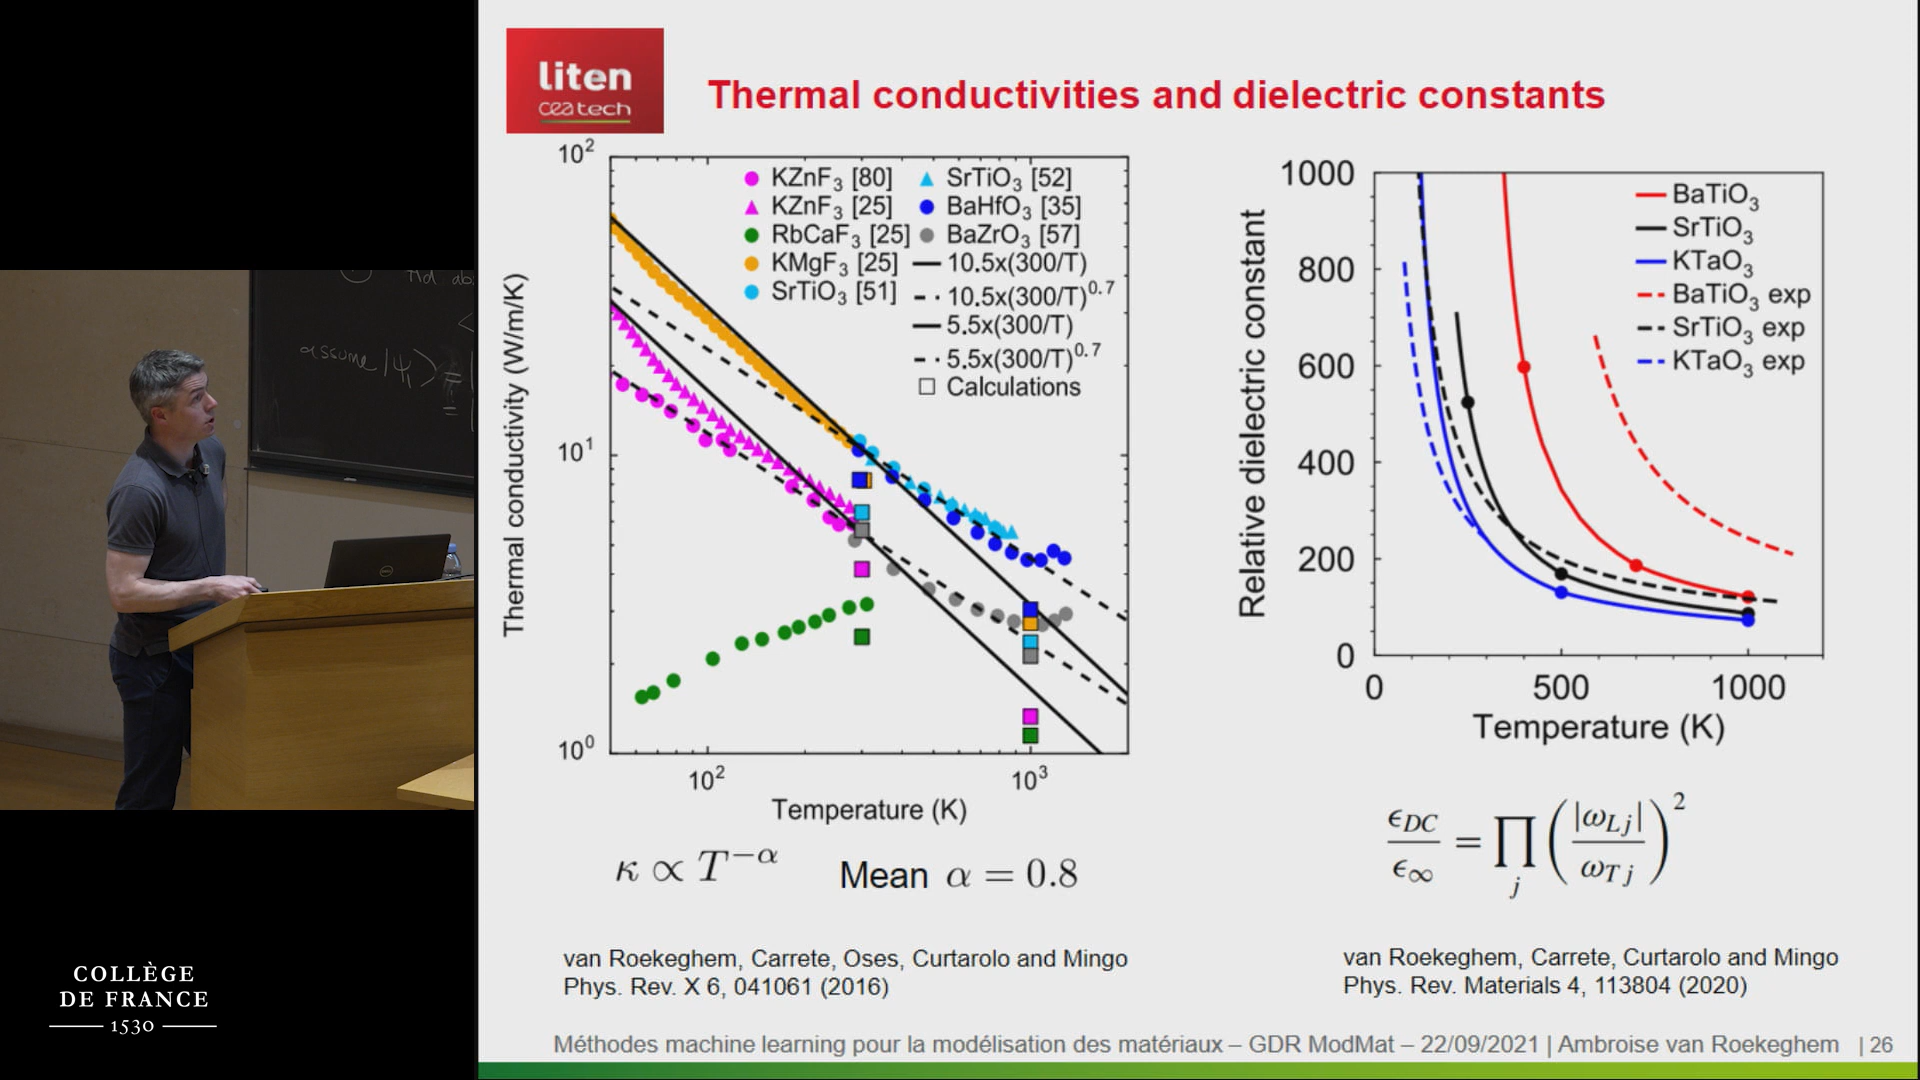 liten
cea tech
Thermal conductivities and dielectric constants
10²
10¹
10⁰
10²
10³
Thermal conductivity (W/m/K)
Temperature (K)
KZnF₃ [80]
KZnF₃ [25]
RbCaF₃ [25]
KMgF₃ [25]
SrTiO₃ [51]
SrTiO₃ [52]
BaHfO₃ [35]
BaZrO₃ [57]
10.5x(300/T)
10.5x(300/T)⁰·⁷
5.5x(300/T)
5.5x(300/T)⁰·⁷
Calculations
κ ∝ T^{−α}
Mean α = 0.8
van Roekeghem, Carrete, Oses, Curtarolo and Mingo
Phys. Rev. X 6, 041061 (2016)
1000
800
600
400
200
0
0
500
1000
Relative dielectric constant
Temperature (K)
BaTiO₃
SrTiO₃
KTaO₃
BaTiO₃ exp
SrTiO₃ exp
KTaO₃ exp
ϵ_DC / ϵ_∞ = ∏_j (|ω_Lj| / ω_Tj)²
van Roekeghem, Carrete, Curtarolo and Mingo
Phys. Rev. Materials 4, 113804 (2020)
Méthodes machine learning pour la modélisation des matériaux – GDR ModMat – 22/09/2021 | Ambroise van Roekeghem | 26
assume |ψ₁⟩ =
DELL
COLLÈGE
DE FRANCE
1530